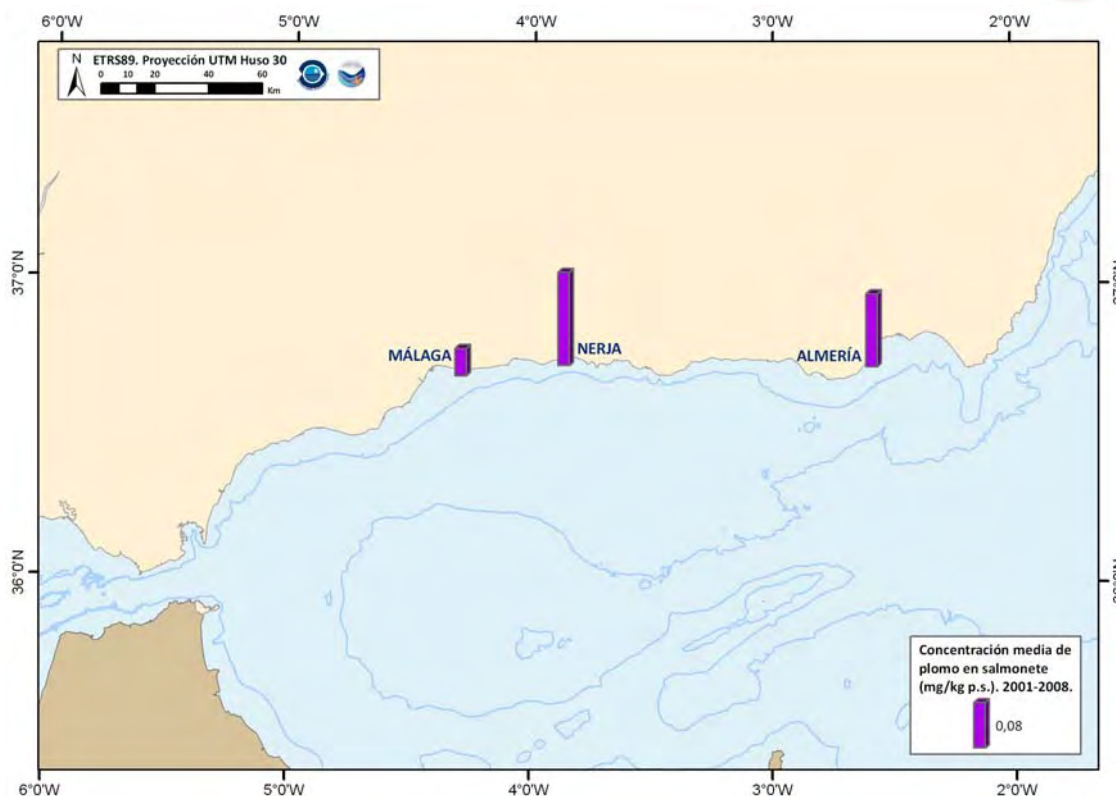 6°0'W 5°0'W 4°0'W 3°0'W 2°0'W
N ETRS89. Proyección UTM Huso 30
0 10 20 40 60
Km
37°0'N
37°0'N
MÁLAGA
NERJA
ALMERÍA
36°0'N
Concentración media de
plomo en salmonete
(mg/kg p.s.). 2001-2008.
0,08
6°0'W 5°0'W 4°0'W 3°0'W 2°0'W